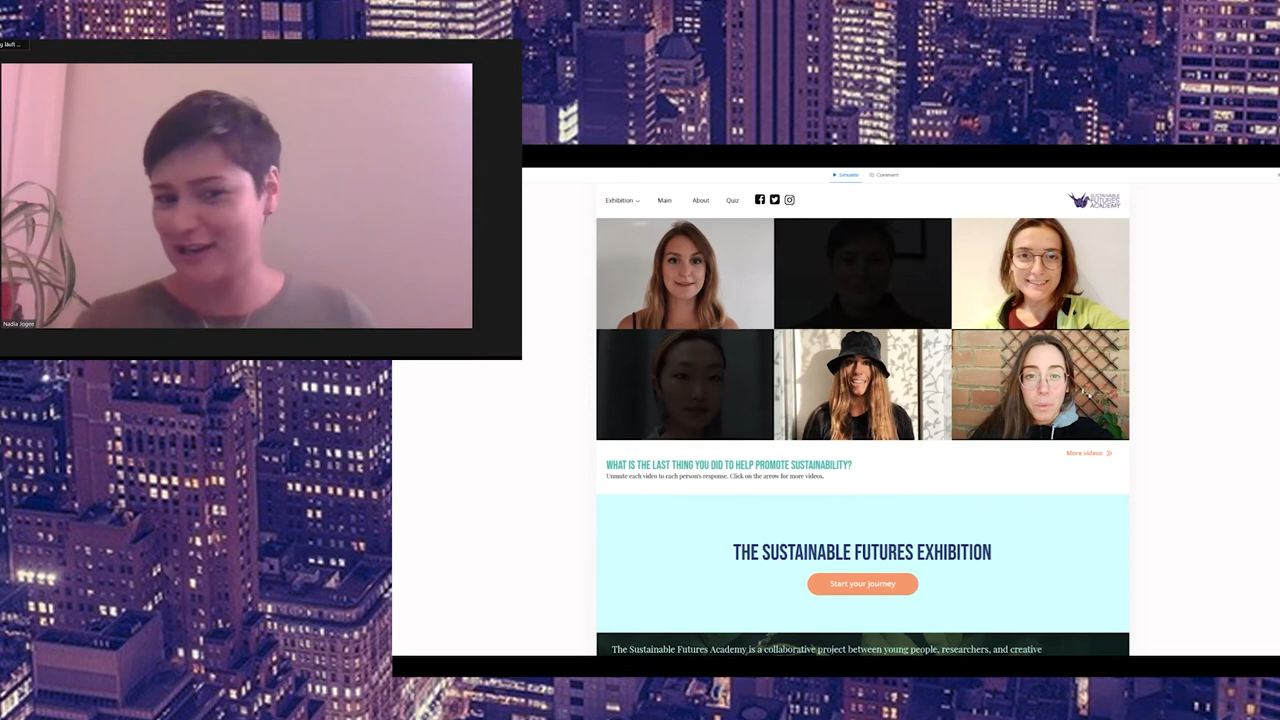 g läuft ...
Nadia Jogee
Simulate
Comment
Exhibition
Main
About
Quiz
SUSTAINABLE
FUTURES
ACADEMY
More videos
WHAT IS THE LAST THING YOU DID TO HELP PROMOTE SUSTAINABILITY?
Unmute each video to each person's response. Click on the arrow for more videos.
THE SUSTAINABLE FUTURES EXHIBITION
Start your journey
The Sustainable Futures Academy is a collaborative project between young people, researchers, and creative